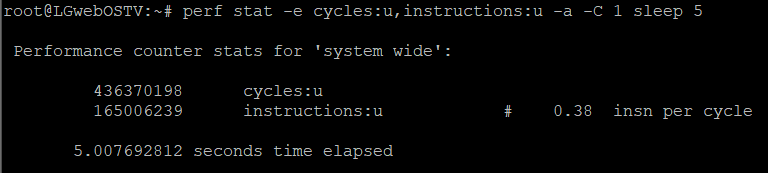 root@LGwebOSTV:~# perf stat -e cycles:u,instructions:u -a -C 1 sleep 5
Performance counter stats for 'system wide':
436370198 cycles:u
165006239 instructions:u # 0.38 insn per cycle
5.007692812 seconds time elapsed